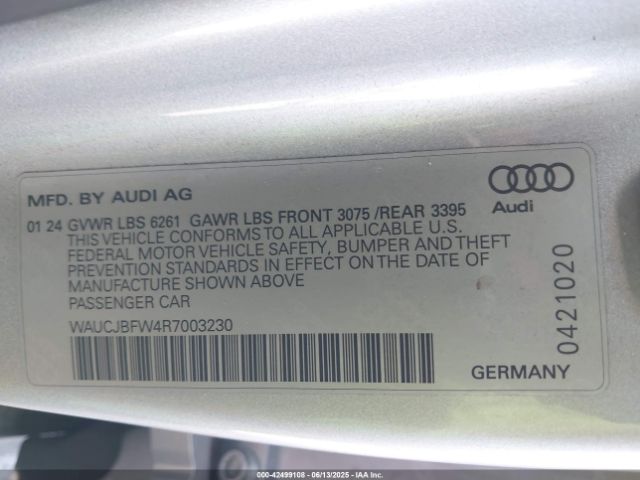 MFD. BY AUDI AG
Audi
01 24 GVWR LBS 6261 GAWR LBS FRONT 3075 /REAR 3395
THIS VEHICLE CONFORMS TO ALL APPLICABLE U.S.
FEDERAL MOTOR VEHICLE SAFETY, BUMPER AND THEFT
PREVENTION STANDARDS IN EFFECT ON THE DATE OF
MANUFACTURE SHOWN ABOVE
PASSENGER CAR
WAUCJBFW4R7003230
0421020
GERMANY
000-42499108 - 06/13/2025 - IAAI.COM